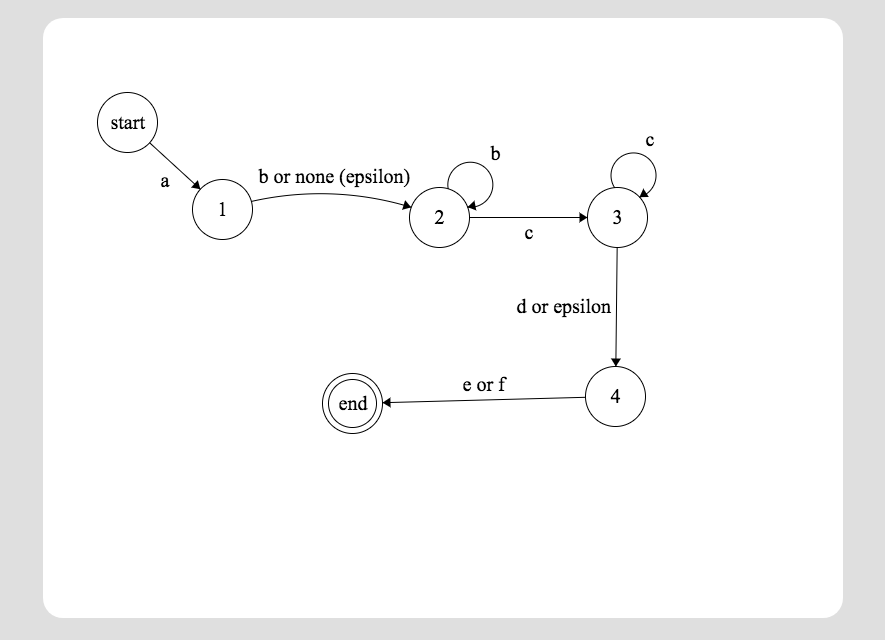 start
a
1
b or none (epsilon)
b
2
c
c
3
d or epsilon
4
e or f
end